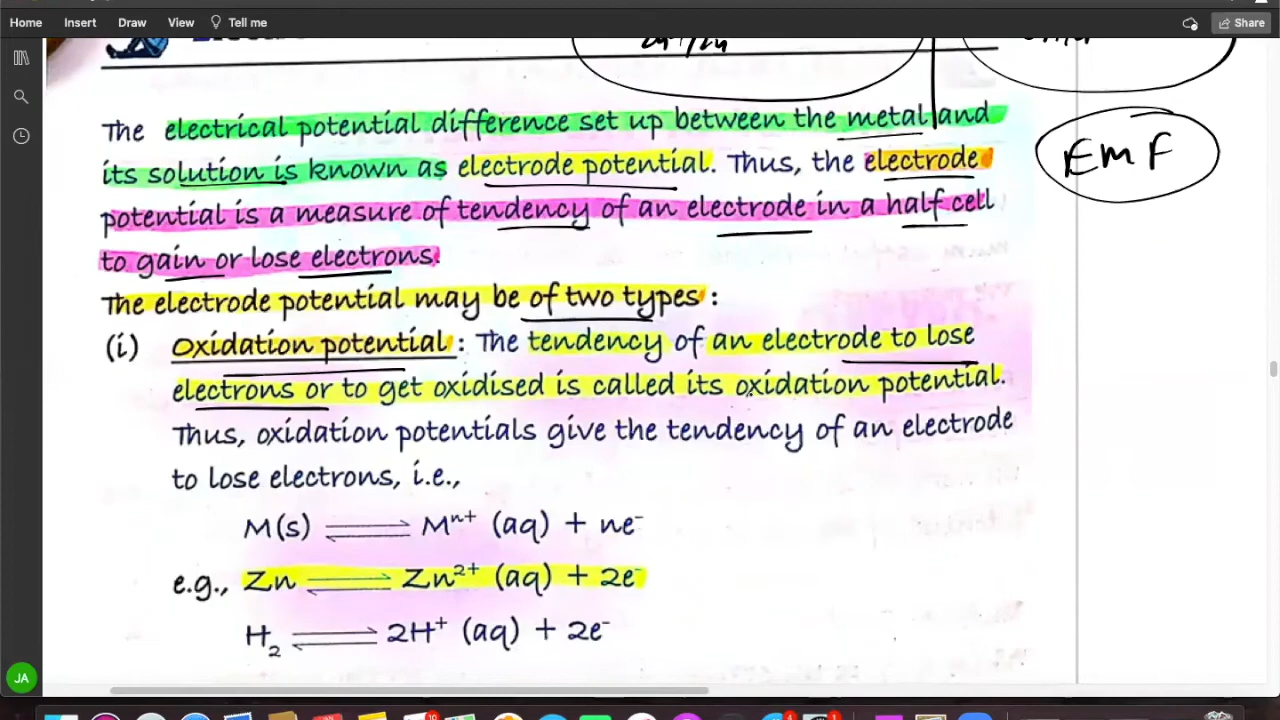 Home Insert Draw View Tell me Share
The electrical potential difference set up between the metal and
its solution is known as electrode potential. Thus, the electrode
potential is a measure of tendency of an electrode in a half cell
to gain or lose electrons.
EMF
The electrode potential may be of two types :
(i) Oxidation potential : The tendency of an electrode to lose
electrons or to get oxidised is called its oxidation potential.
Thus, oxidation potentials give the tendency of an electrode
to lose electrons, i.e.,
M(s) ⇌ Mⁿ⁺ (aq) + ne⁻
e.g., Zn ⇌ Zn²⁺ (aq) + 2e⁻
H₂ ⇌ 2H⁺ (aq) + 2e⁻
JA